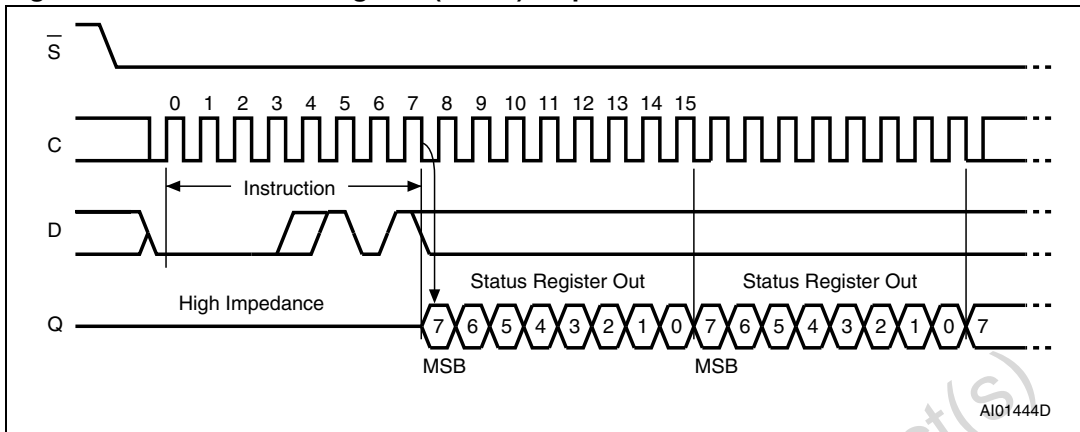 S
0 1 2 3 4 5 6 7 8 9 10 11 12 13 14 15
C
Instruction
D
Status Register Out Status Register Out
High Impedance
Q 7 6 5 4 3 2 1 0 7 6 5 4 3 2 1 0 7
MSB MSB
AI01444D